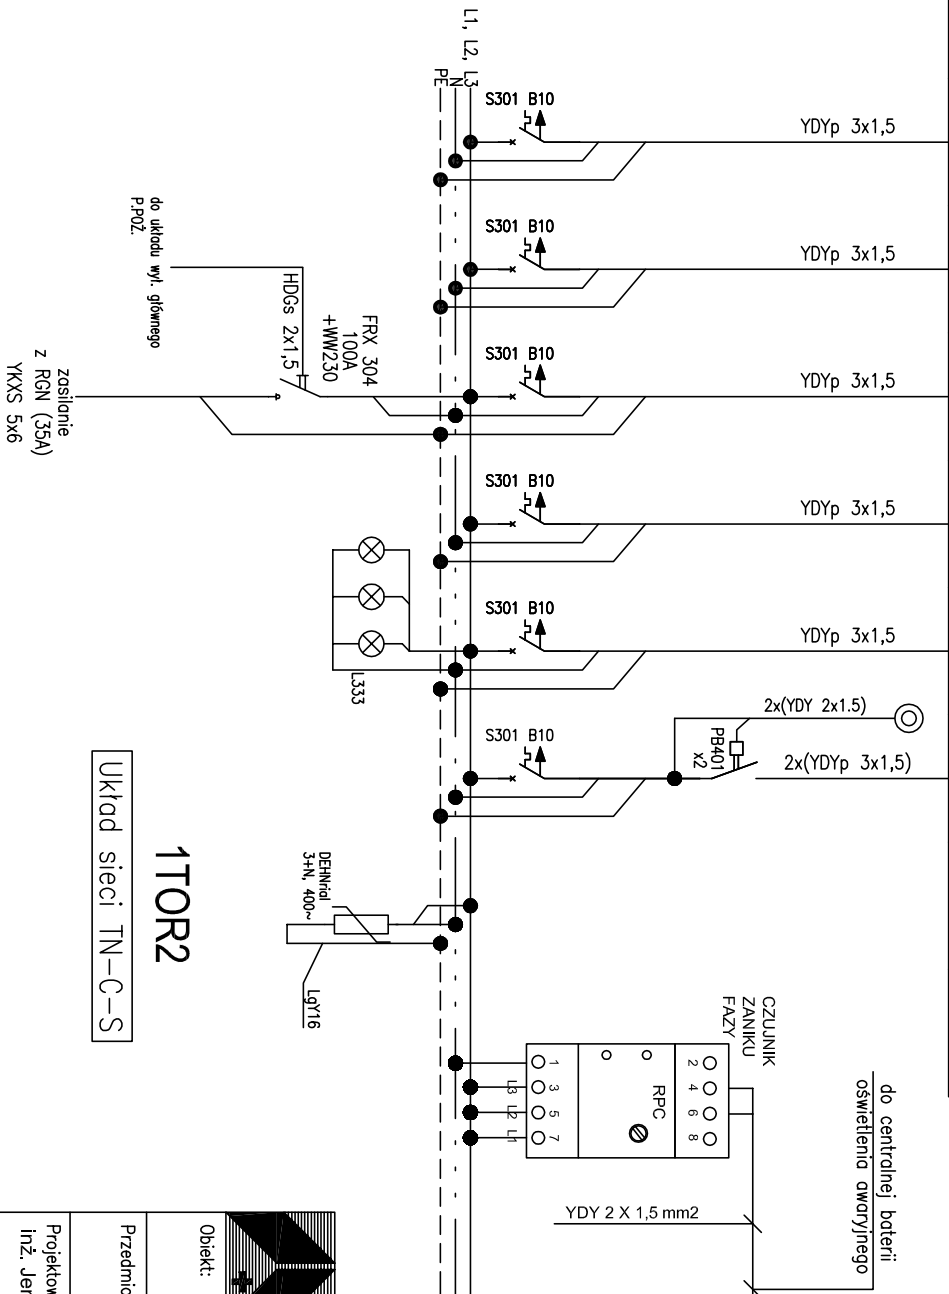 L1, L2, L3
N
PE
S301 B10
YDYp 3x1,5
S301 B10
YDYp 3x1,5
S301 B10
YDYp 3x1,5
S301 B10
YDYp 3x1,5
S301 B10
YDYp 3x1,5
S301 B10
2x(YDY 2x1.5)
PB401
x2
2x(YDYp 3x1,5)
do układu wył. głównego
P.POŻ.
HDGs 2x1,5
FRX 304
100A
+WW230
zasilanie
z RGN (35A)
YKXS 5x6
L333
DEHNrial
3+N, 400~
LgY16
1TOR2
Układ sieci TN-C-S
CZUJNIK
ZANIKU
FAZY
2 4 6 8
RPC
1 3 5 7
L3 L2 L1
YDY 2 X 1,5 mm2
do centralnej baterii
oświetlenia awaryjnego
Obiekt: